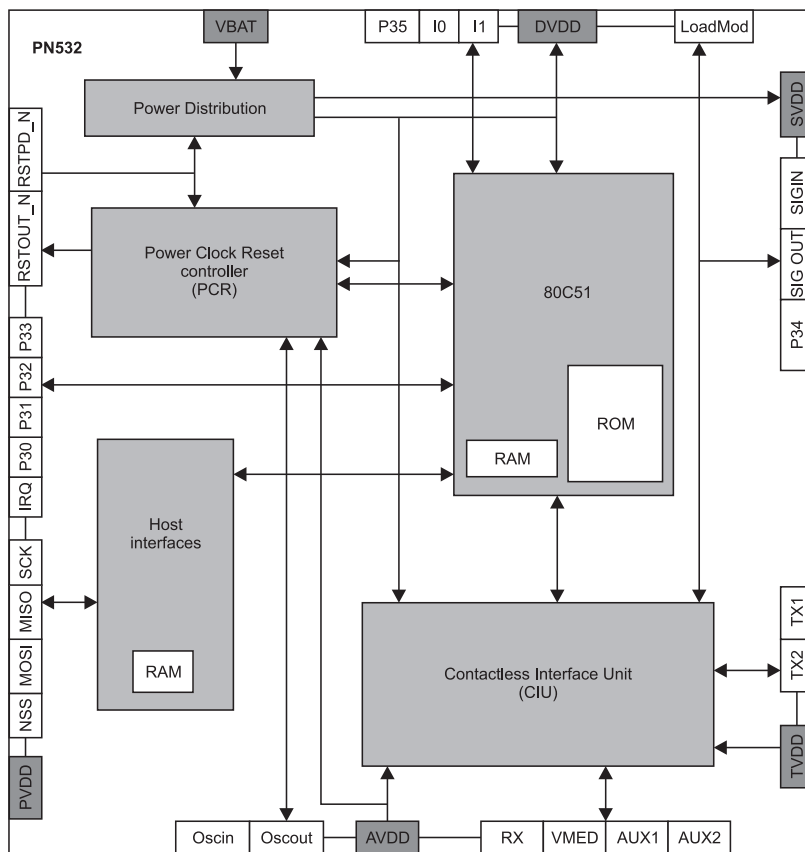 VBAT
P35
I0
I1
DVDD
LoadMod
PN532
Power Distribution
SVDD
RSTPD_N
SIGIN
RSTOUT_N
Power Clock Reset
controller
(PCR)
80C51
SIG OUT
P34
P33
P32
P31
P30
IRQ
ROM
RAM
Host
interfaces
SCK
MISO
MOSI
NSS
RAM
TX1
TX2
Contactless Interface Unit
(CIU)
TVDD
PVDD
Oscin
Oscout
AVDD
RX
VMED
AUX1
AUX2